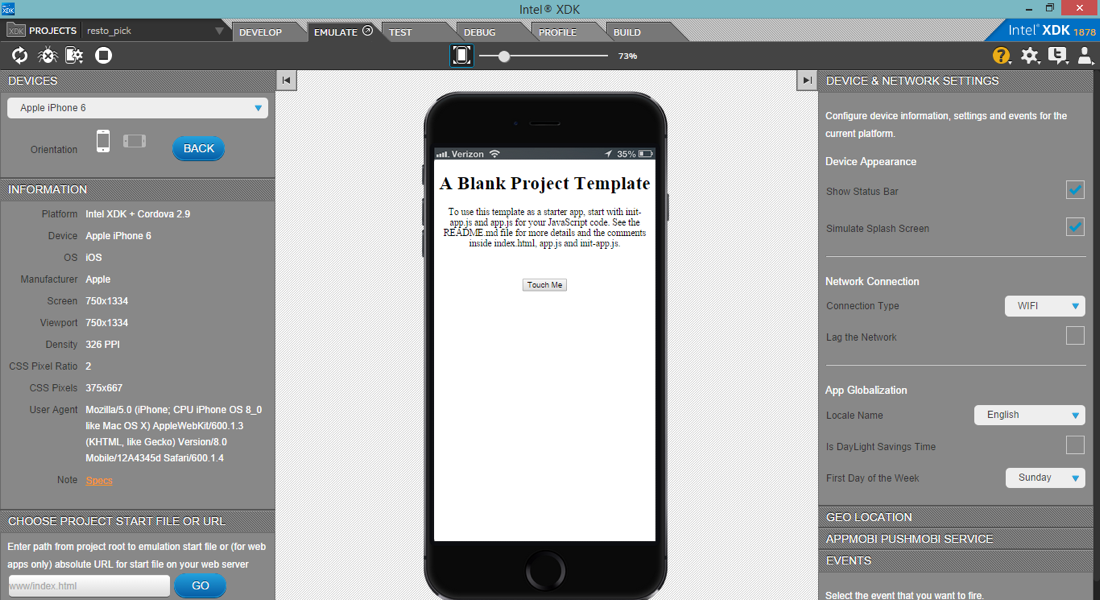 XDK
Intel® XDK
XDK PROJECTS resto_pick
DEVELOP
EMULATE
TEST
DEBUG
PROFILE
BUILD
Intel® XDK 1878
73%
DEVICES
Apple iPhone 6
Orientation
BACK
INFORMATION
Platform Intel XDK + Cordova 2.9
Device Apple iPhone 6
OS iOS
Manufacturer Apple
Screen 750x1334
Viewport 750x1334
Density 326 PPI
CSS Pixel Ratio 2
CSS Pixels 375x667
User Agent Mozilla/5.0 (iPhone; CPU iPhone OS 8_0
like Mac OS X) AppleWebKit/600.1.3
(KHTML, like Gecko) Version/8.0
Mobile/12A4345d Safari/600.1.4
Note Specs
CHOOSE PROJECT START FILE OR URL
Enter path from project root to emulation start file or (for web
apps only) absolute URL for start file on your web server
www/index.html
GO
Verizon 35%
A Blank Project Template
To use this template as a starter app, start with init-
app.js and app.js for your JavaScript code. See the
README.md file for more details and the comments
inside index.html, app.js and init-app.js.
Touch Me
DEVICE & NETWORK SETTINGS
Configure device information, settings and events for the
current platform.
Device Appearance
Show Status Bar
Simulate Splash Screen
Network Connection
Connection Type WIFI
Lag the Network
App Globalization
Locale Name English
Is DayLight Savings Time
First Day of the Week Sunday
GEO LOCATION
APPMOBI PUSHMOBI SERVICE
EVENTS
Select the event that you want to fire.